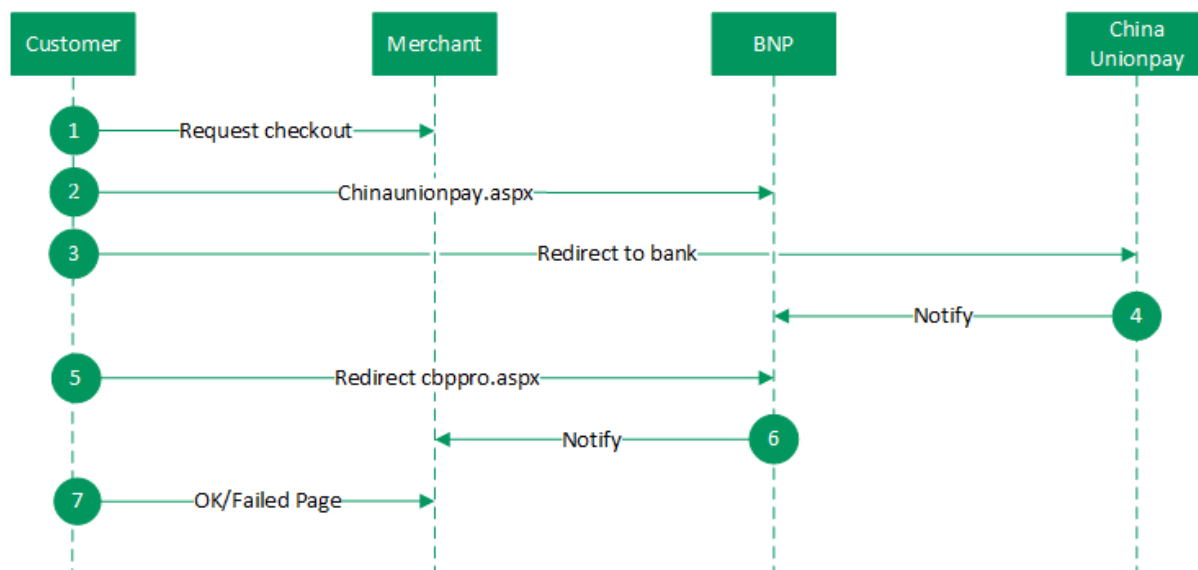 Customer
Merchant
BNP
China
Unionpay
1
Request checkout
2
Chinaunionpay.aspx
3
Redirect to bank
Notify
4
5
Redirect cbppro.aspx
Notify
6
7
OK/Failed Page